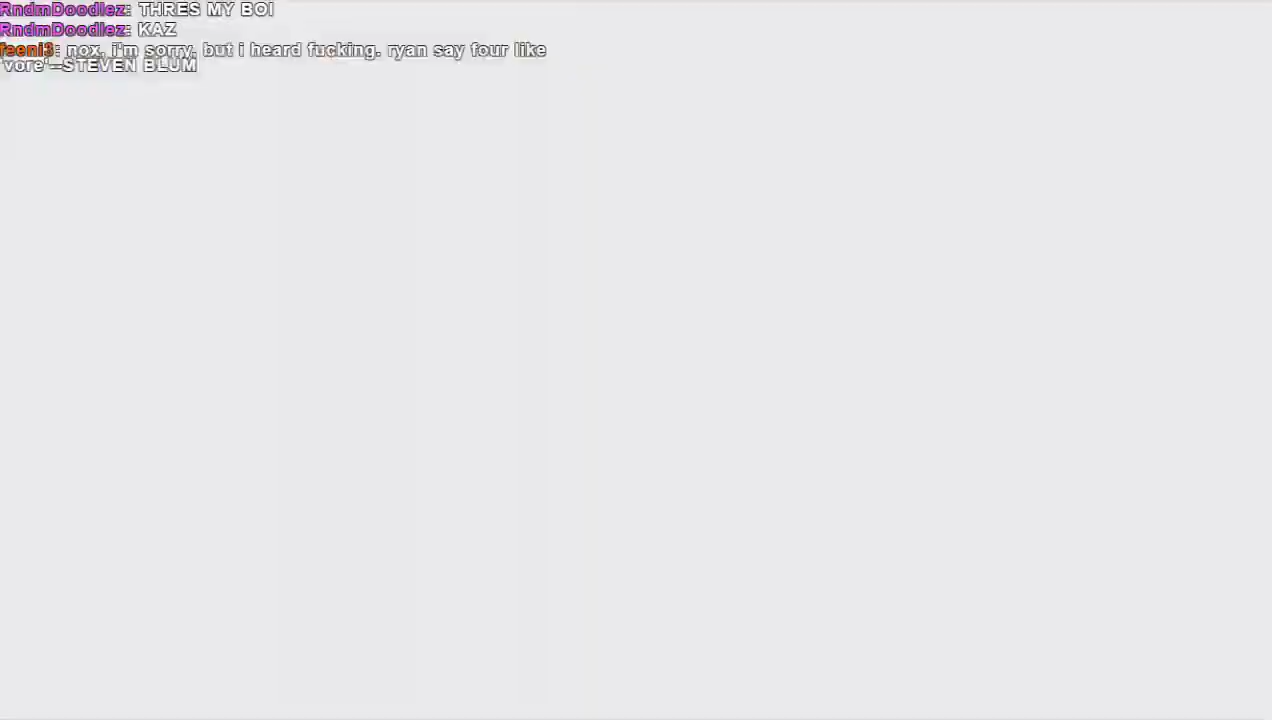 RndmDoodlez: THRES MY BOI
RndmDoodlez: KAZ
feeni3: nox, i'm sorry, but i heard fucking. ryan say four like
'vore'--STEVEN BLUM